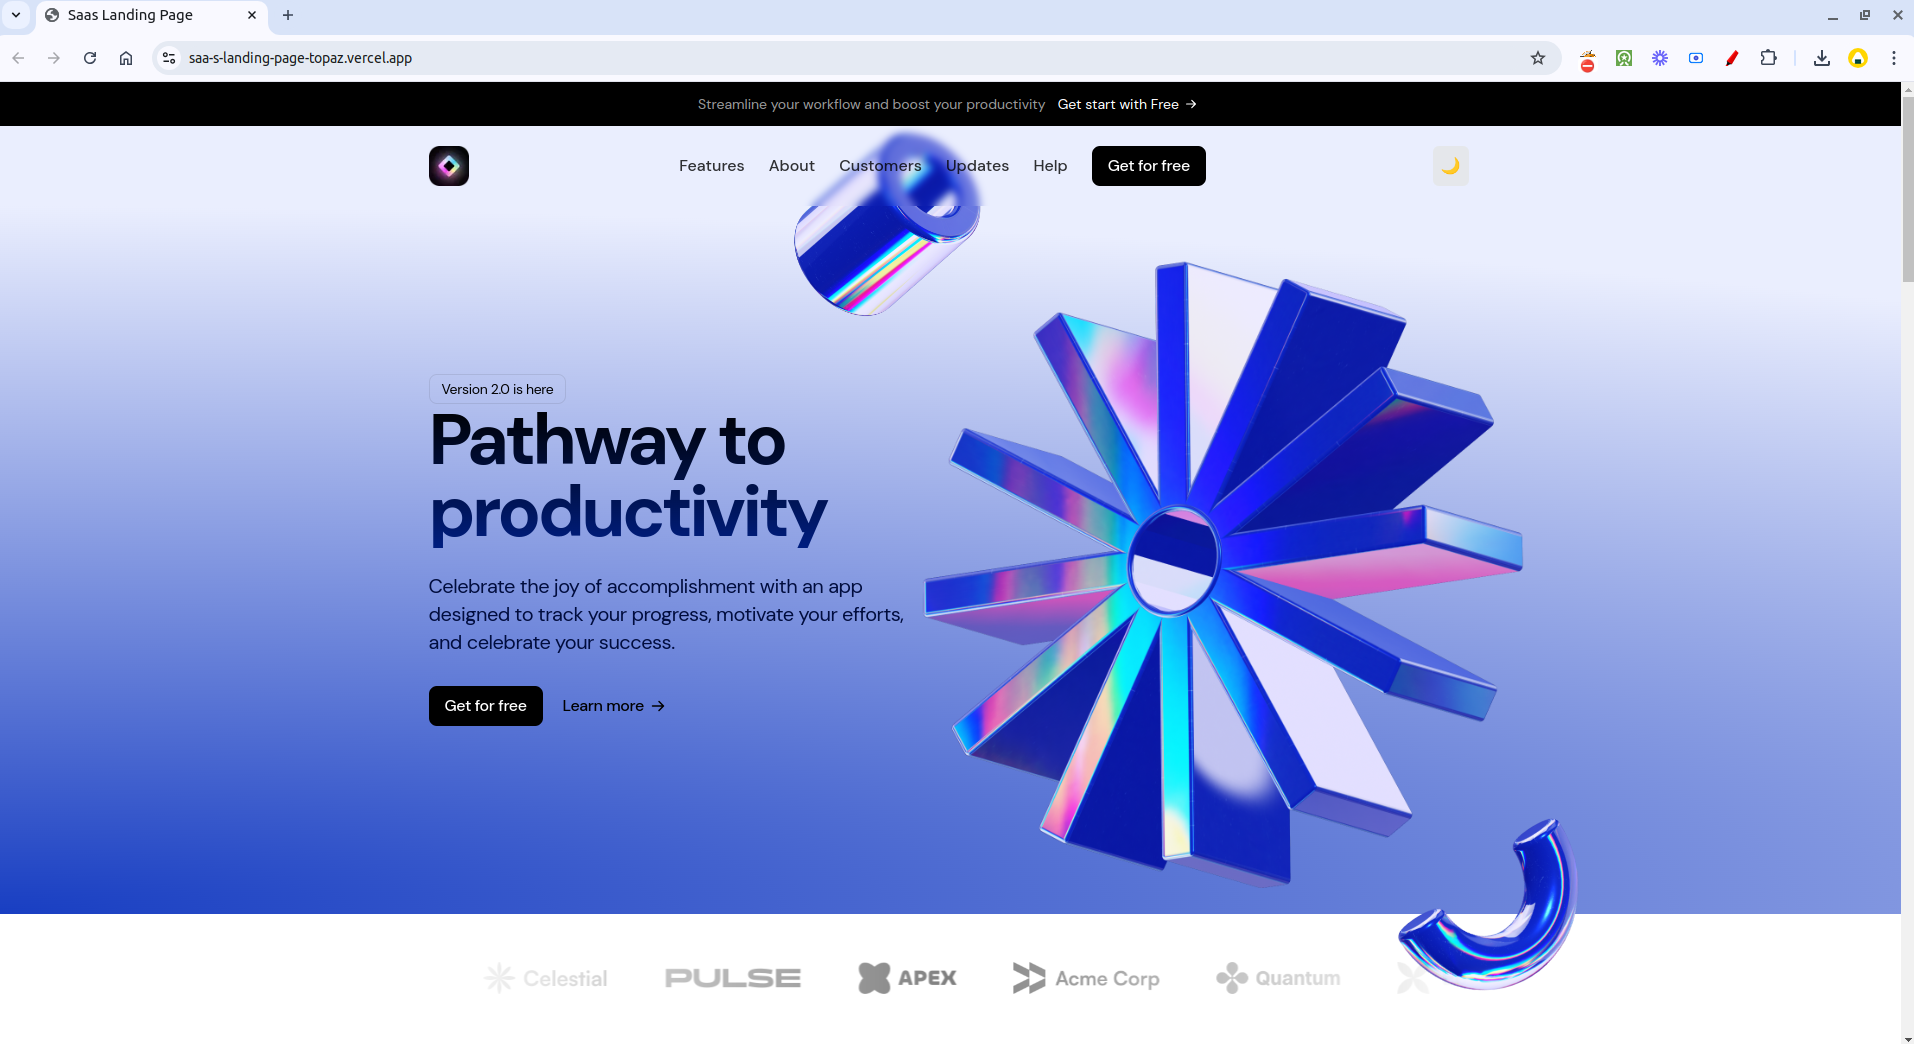 Saas Landing Page
saa-s-landing-page-topaz.vercel.app
Streamline your workflow and boost your productivity Get start with Free →
Features About Customers Updates Help Get for free
Version 2.0 is here
Pathway to
productivity
Celebrate the joy of accomplishment with an app
designed to track your progress, motivate your efforts,
and celebrate your success.
Get for free Learn more →
Celestial PULSE APEX Acme Corp Quantum